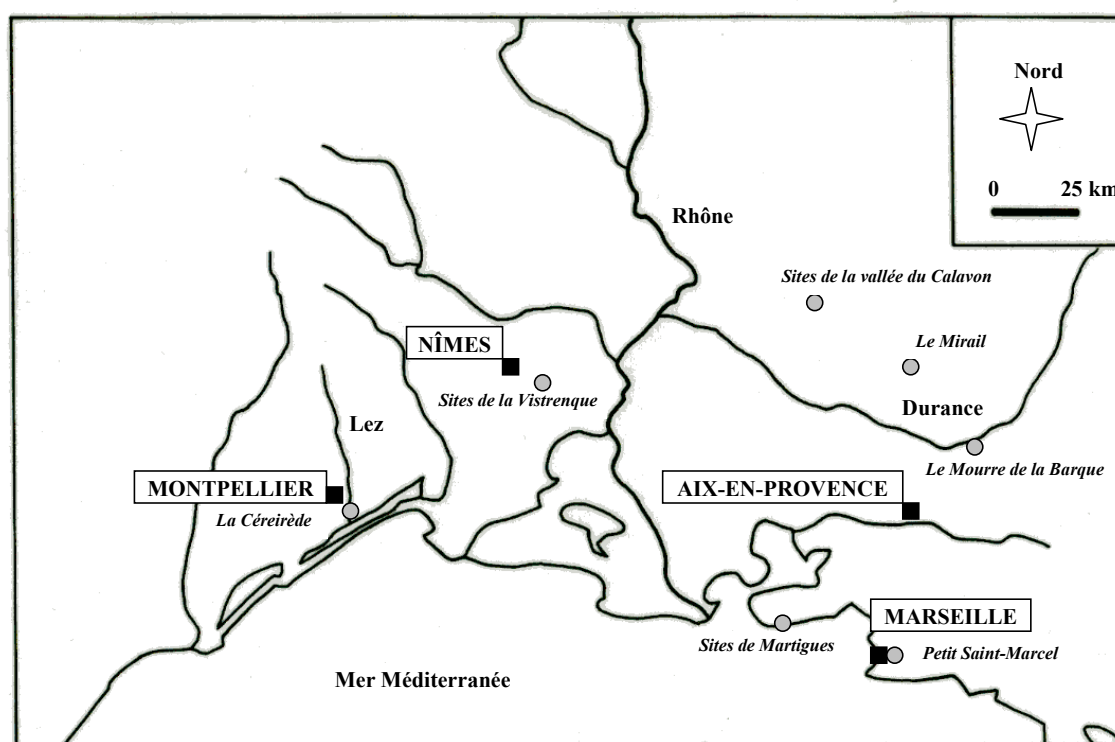 Nord
0 25 km
Rhône
Sites de la vallée du Calavon
NÎMES
Le Mirail
Sites de la Vistrenque
Durance
Lez
Le Mourre de la Barque
MONTPELLIER
AIX-EN-PROVENCE
La Céreirède
MARSEILLE
Sites de Martigues
Petit Saint-Marcel
Mer Méditerranée